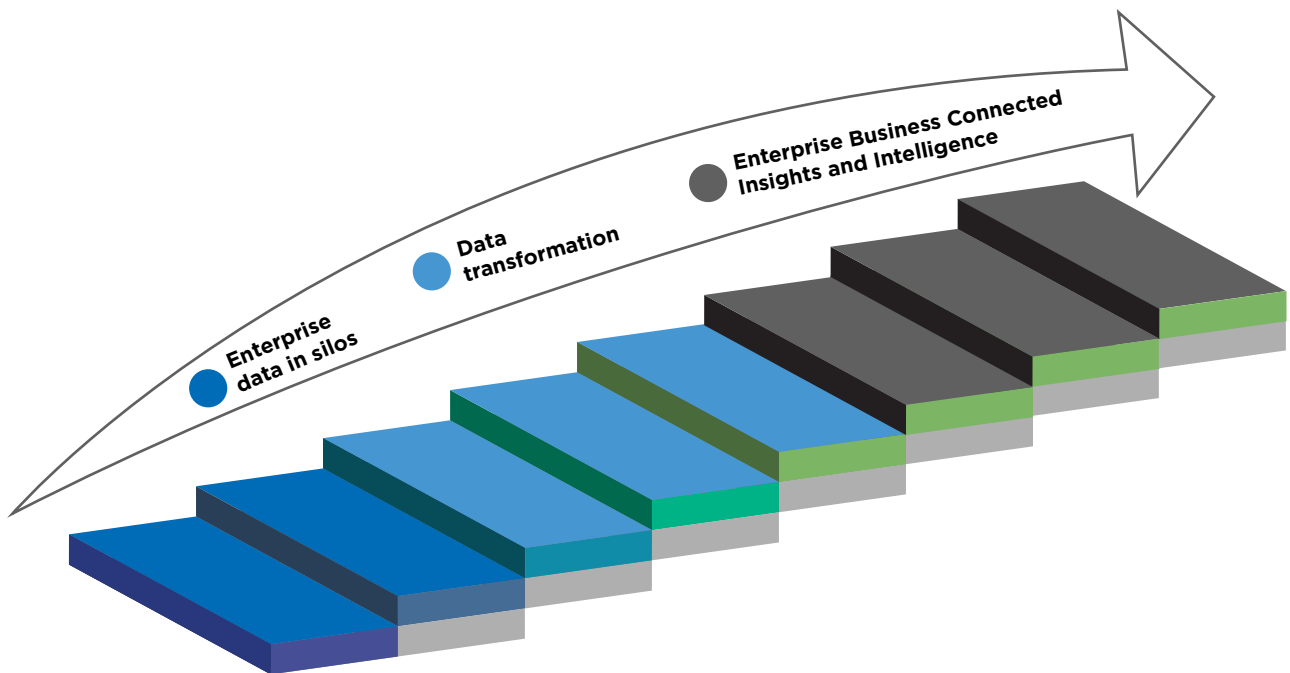 Enterprise
data in silos
Data
transformation
Enterprise Business Connected
Insights and Intelligence